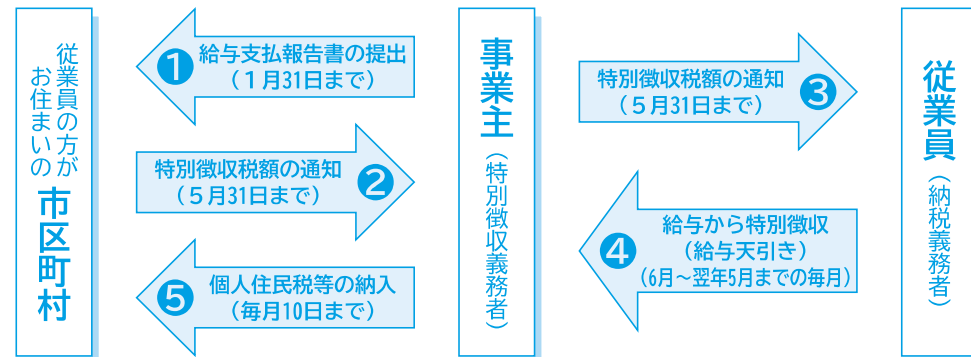 従業員の方が
お住まいの
市区町村
❶
給与支払報告書の提出
（１月31日まで）
特別徴収税額の通知
（５月31日まで）
❷
❺
個人住民税等の納入
（毎月10日まで）
事業主（特別徴収義務者）
特別徴収税額の通知
（５月31日まで）
❸
❹
給与から特別徴収
（給与天引き）
（6月～翌年5月までの毎月）
従業員（納税義務者）